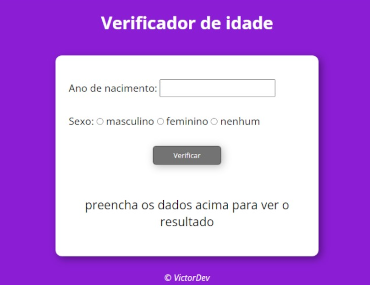 Verificador de idade
Ano de nacimento:
Sexo: masculino feminino nenhum
Verificar
preencha os dados acima para ver o
resultado
© VictorDev